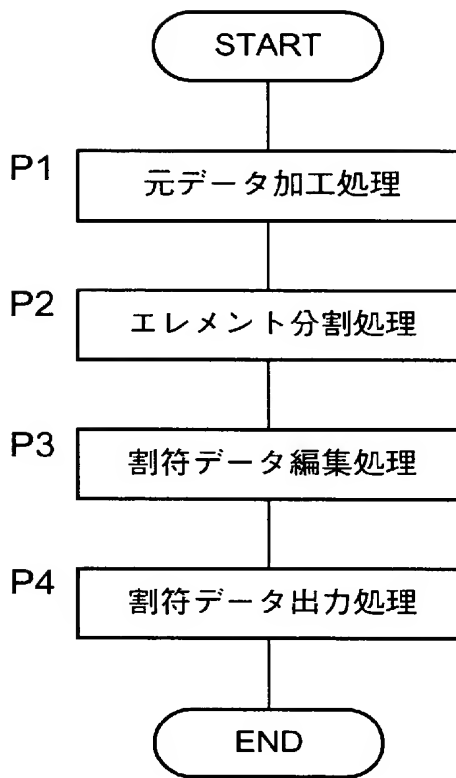 START
P1
元データ加工処理
P2
エレメント分割処理
P3
割符データ編集処理
P4
割符データ出力処理
END